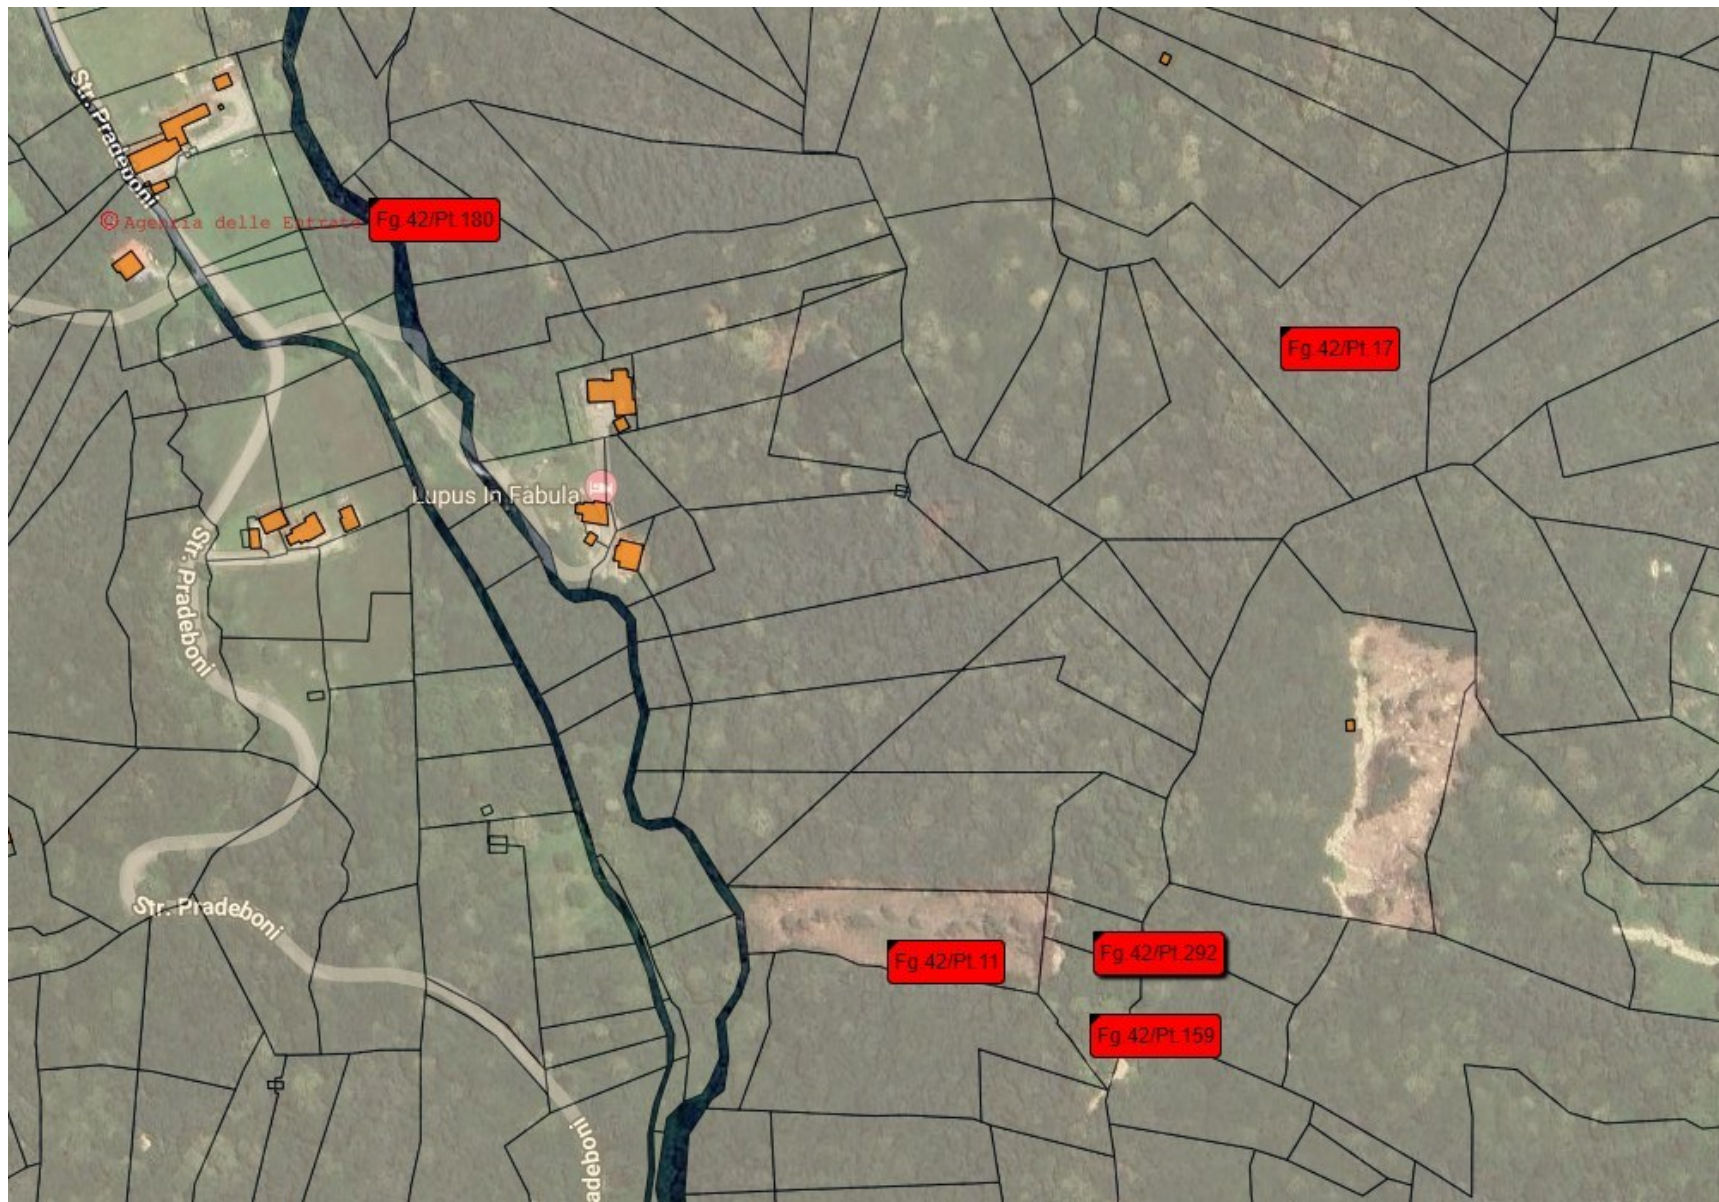 Str. Pradeboni
© Agenzia delle Entrate
Fg.42/Pt.180
Fg.42/Pt.17
Lupus In Fabula
Str. Pradeboni
Str. Pradeboni
Fg.42/Pt.11
Fg.42/Pt.292
Fg.42/Pt.159
adeboni